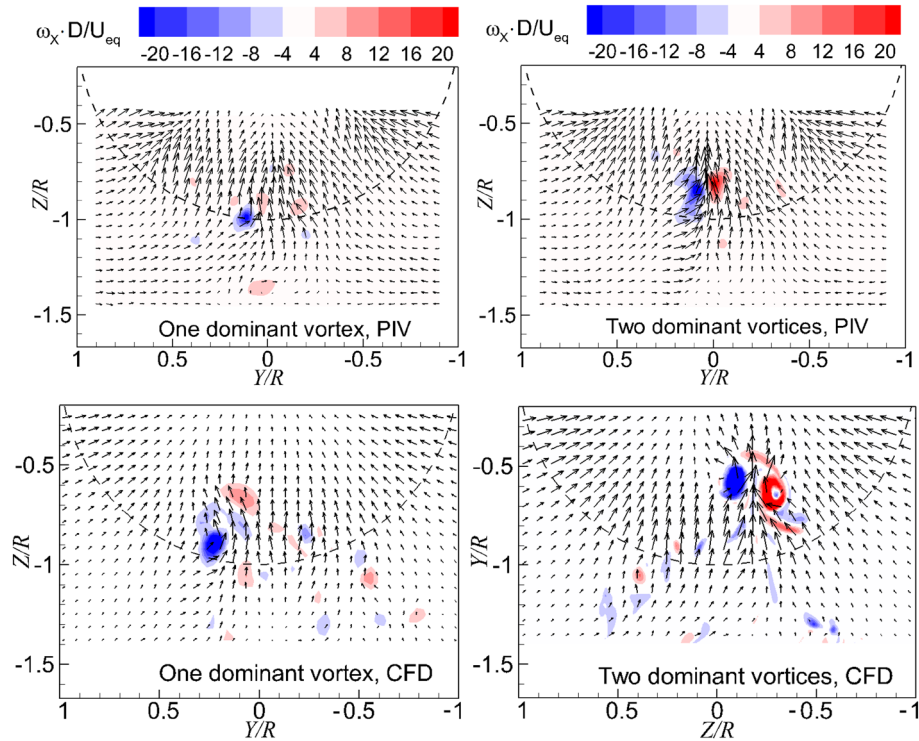 ω_X·D/U_eq -20 -16 -12 -8 -4 4 8 12 16 20
ω_X·D/U_eq -20 -16 -12 -8 -4 4 8 12 16 20
Z/R
-0.5
-1
-1.5
One dominant vortex, PIV
1 0.5 0 -0.5 -1
Y/R
Z/R
-0.5
-1
-1.5
Two dominant vortices, PIV
1 0.5 0 -0.5 -1
Y/R
Z/R
-0.5
-1
-1.5
One dominant vortex, CFD
1 0.5 0 -0.5 -1
Y/R
Y/R
-0.5
-1
-1.5
Two dominant vortices, CFD
1 0.5 0 -0.5 -1
Z/R